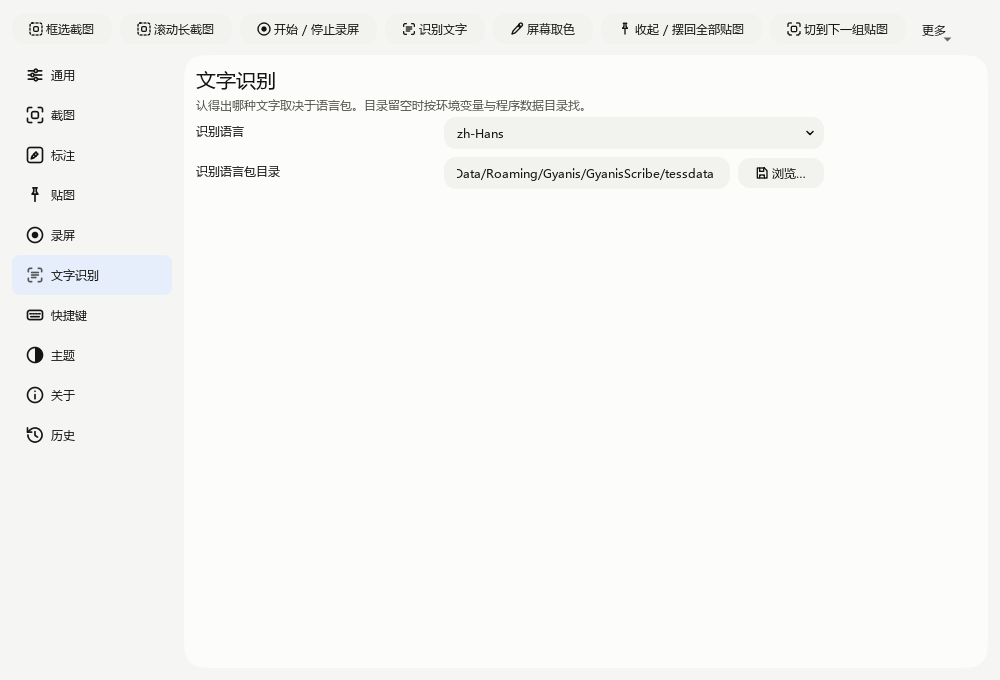 框选截图 滚动长截图 开始 / 停止录屏 识别文字 屏幕取色 收起 / 摆回全部贴图 切到下一组贴图 更多
通用
截图
标注
贴图
录屏
文字识别
快捷键
主题
关于
历史
文字识别
认得出哪种文字取决于语言包。目录留空时按环境变量与程序数据目录找。
识别语言 zh-Hans
识别语言包目录 Data/Roaming/Gyanis/GyanisScribe/tessdata 浏览...